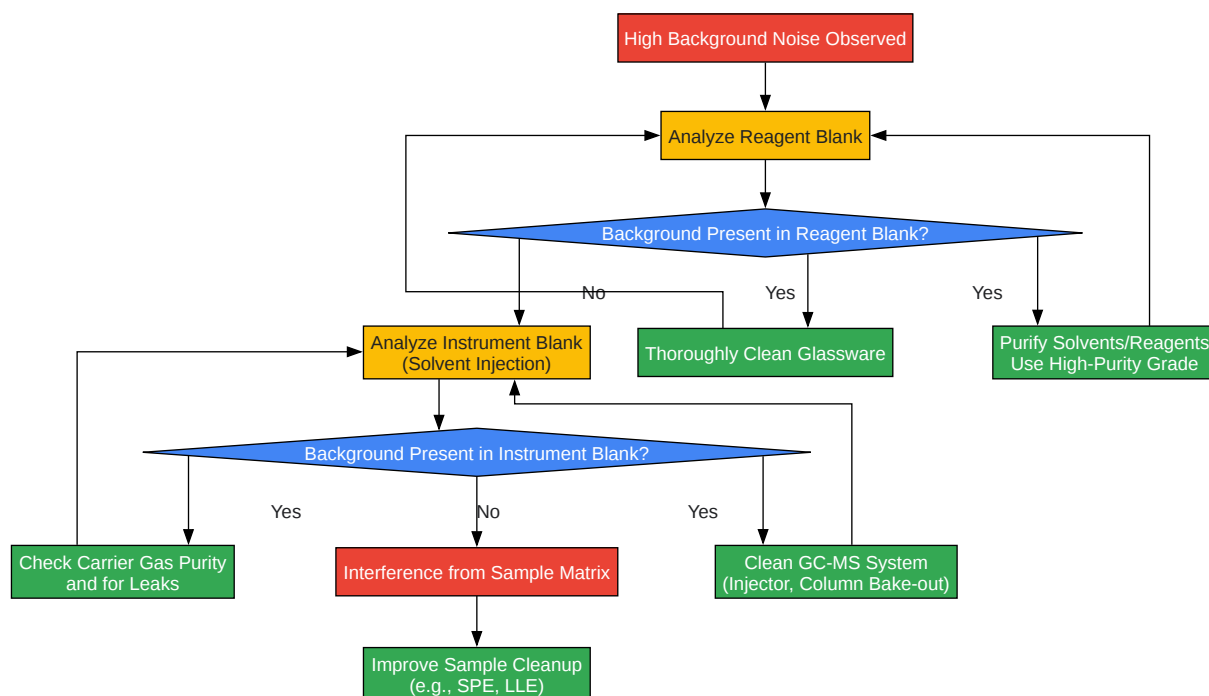 High Background Noise Observed
Analyze Reagent Blank
Background Present in Reagent Blank?
No
Yes
Yes
Analyze Instrument Blank
(Solvent Injection)
Thoroughly Clean Glassware
Purify Solvents/Reagents
Use High-Purity Grade
Background Present in Instrument Blank?
Yes
No
Yes
Check Carrier Gas Purity
and for Leaks
Interference from Sample Matrix
Clean GC-MS System
(Injector, Column Bake-out)
Improve Sample Cleanup
(e.g., SPE, LLE)